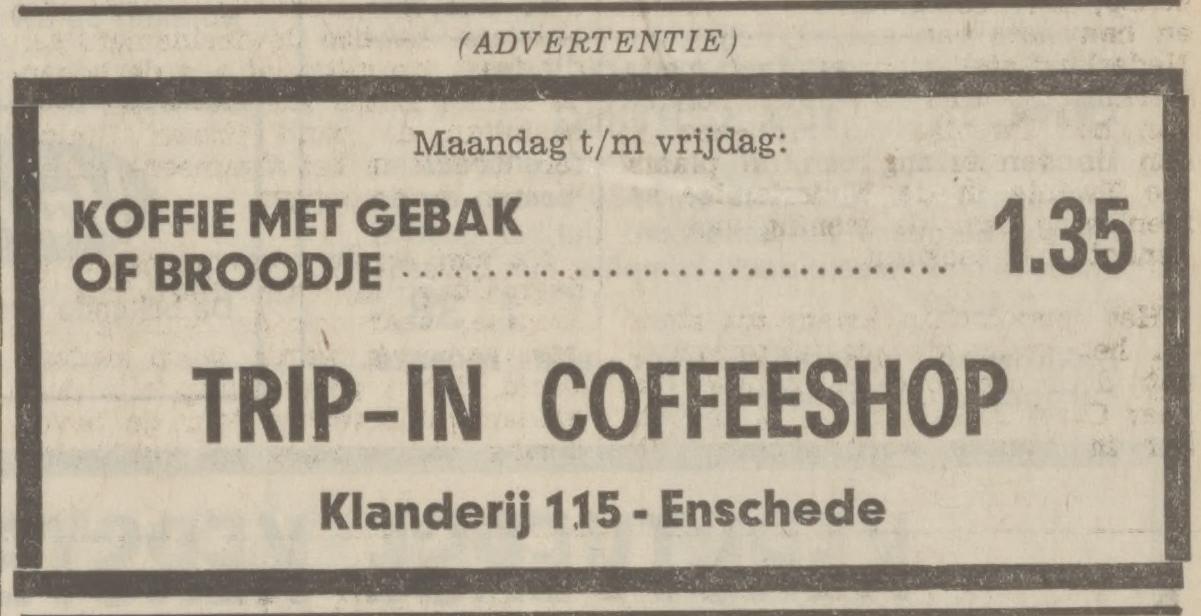 (ADVERTENTIE)
Maandag t/m vrijdag:
KOFFIE MET GEBAK
OF BROODJE ........................................ 1.35
TRIP-IN COFFEESHOP
Klanderij 115 - Enschede